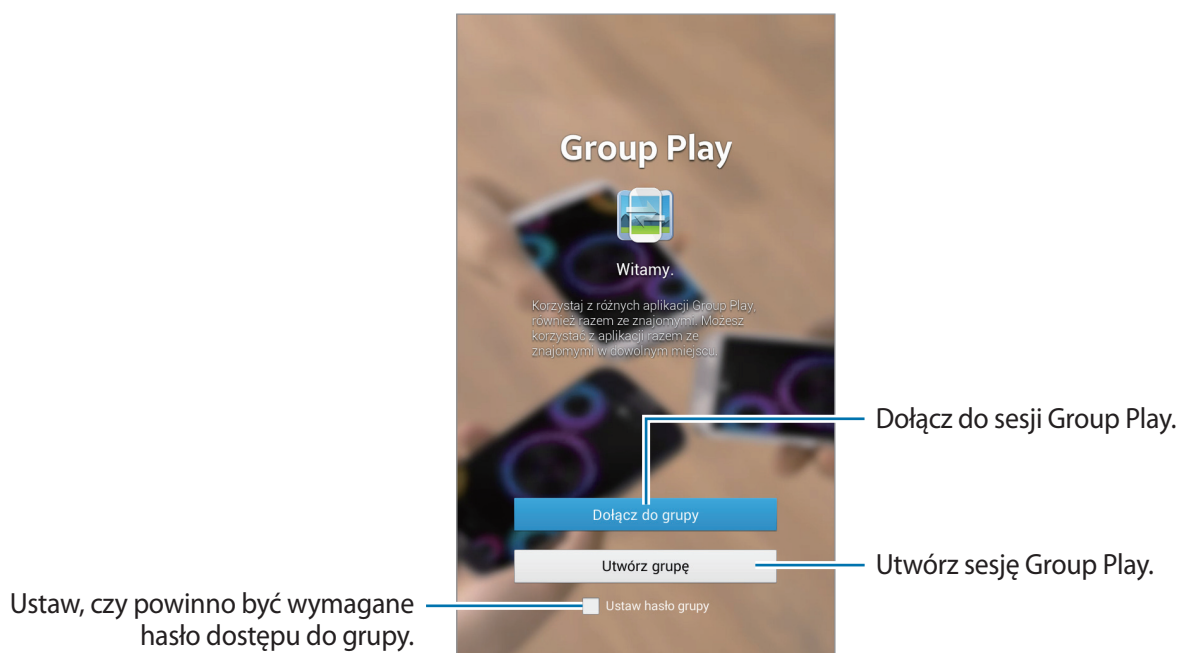 Group Play
Witamy.
Korzystaj z różnych aplikacji Group Play,
również razem ze znajomymi. Możesz
korzystać z aplikacji razem ze
znajomymi w dowolnym miejscu.
Dołącz do sesji Group Play.
Dołącz do grupy
Utwórz grupę
Utwórz sesję Group Play.
Ustaw, czy powinno być wymagane
hasło dostępu do grupy.
Ustaw hasło grupy